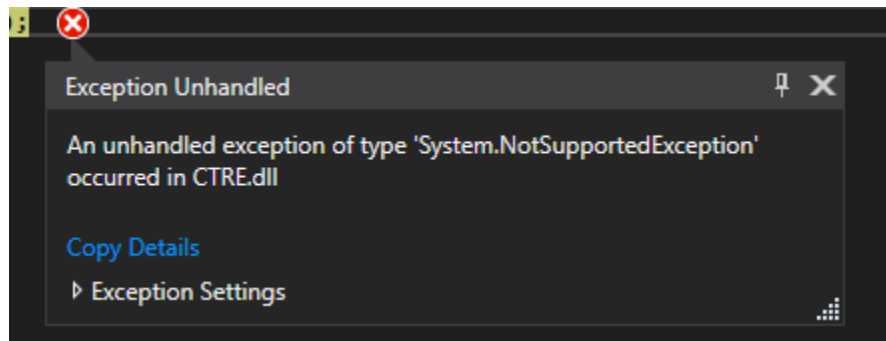 );
Exception Unhandled
An unhandled exception of type 'System.NotSupportedException'
occurred in CTRE.dll
Copy Details
Exception Settings